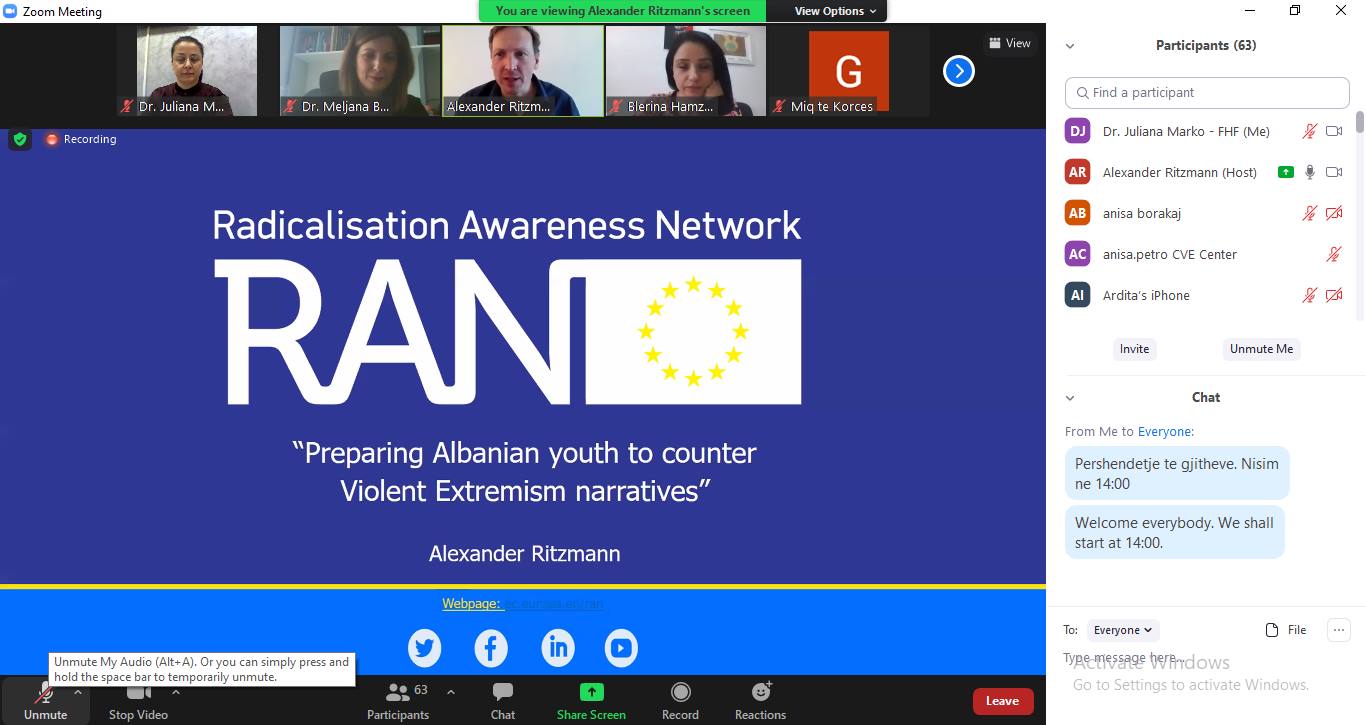 Zoom Meeting
You are viewing Alexander Ritzmann's screen
View Options
Dr. Juliana M...
Dr. Meljana B...
Alexander Ritzm...
Blerina Hamz...
G
Miq te Korces
View
Recording
Radicalisation Awareness Network
RAN
“Preparing Albanian youth to counter
Violent Extremism narratives”
Alexander Ritzmann
Webpage: ec.europa.eu/ran
Unmute My Audio (Alt+A). Or you can simply press and
hold the space bar to temporarily unmute.
Unmute
Stop Video
63
Participants
Chat
Share Screen
Record
Reactions
Leave
Participants (63)
Find a participant
DJ Dr. Juliana Marko - FHF (Me)
AR Alexander Ritzmann (Host)
AB anisa borakaj
AC anisa.petro CVE Center
AI Ardita's iPhone
Invite
Unmute Me
Chat
From Me to Everyone:
Pershendetje te gjitheve. Nisim
ne 14:00
Welcome everybody. We shall
start at 14:00.
To: Everyone
File
Type message here...
Activate Windows
Go to Settings to activate Windows.